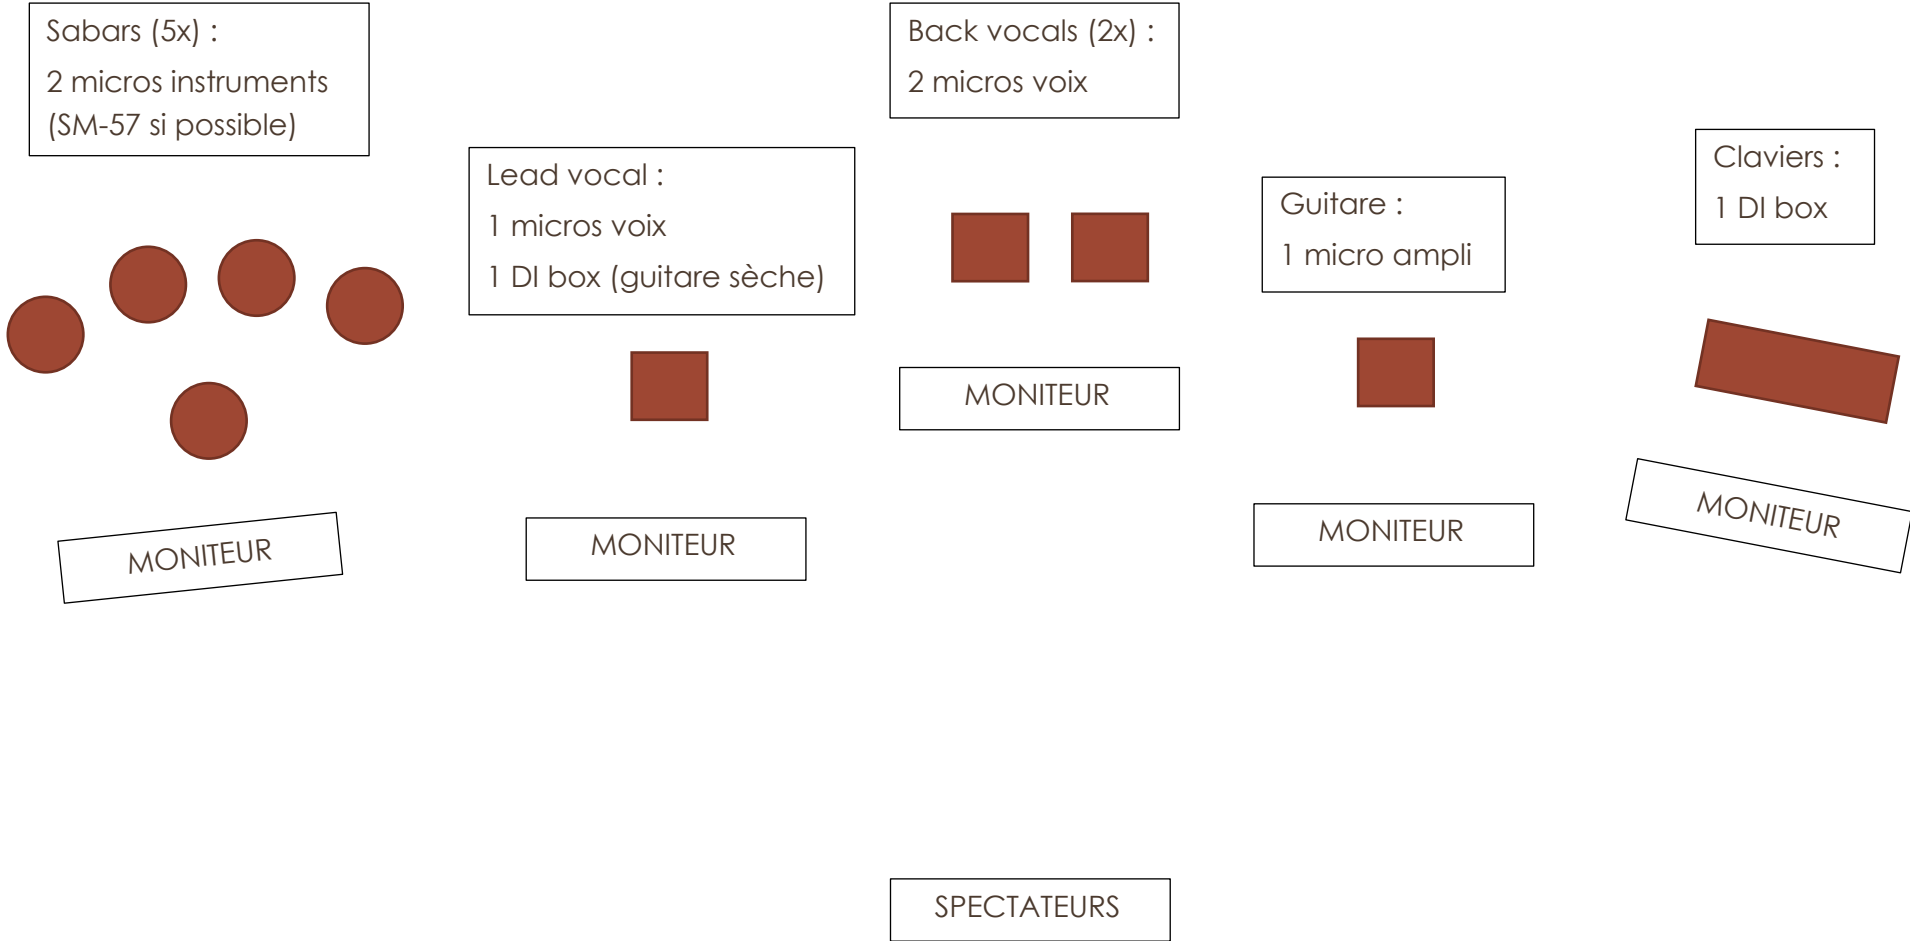 Sabars (5x) :
2 micros instruments
(SM-57 si possible)
Back vocals (2x) :
2 micros voix
Lead vocal :
1 micros voix
1 DI box (guitare sèche)
Guitare :
1 micro ampli
Claviers :
1 DI box
MONITEUR
MONITEUR
MONITEUR
MONITEUR
MONITEUR
SPECTATEURS